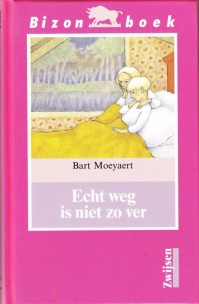 Bizon boek
Bart Moeyaert
Echt weg
is niet zo ver
Zwijsen